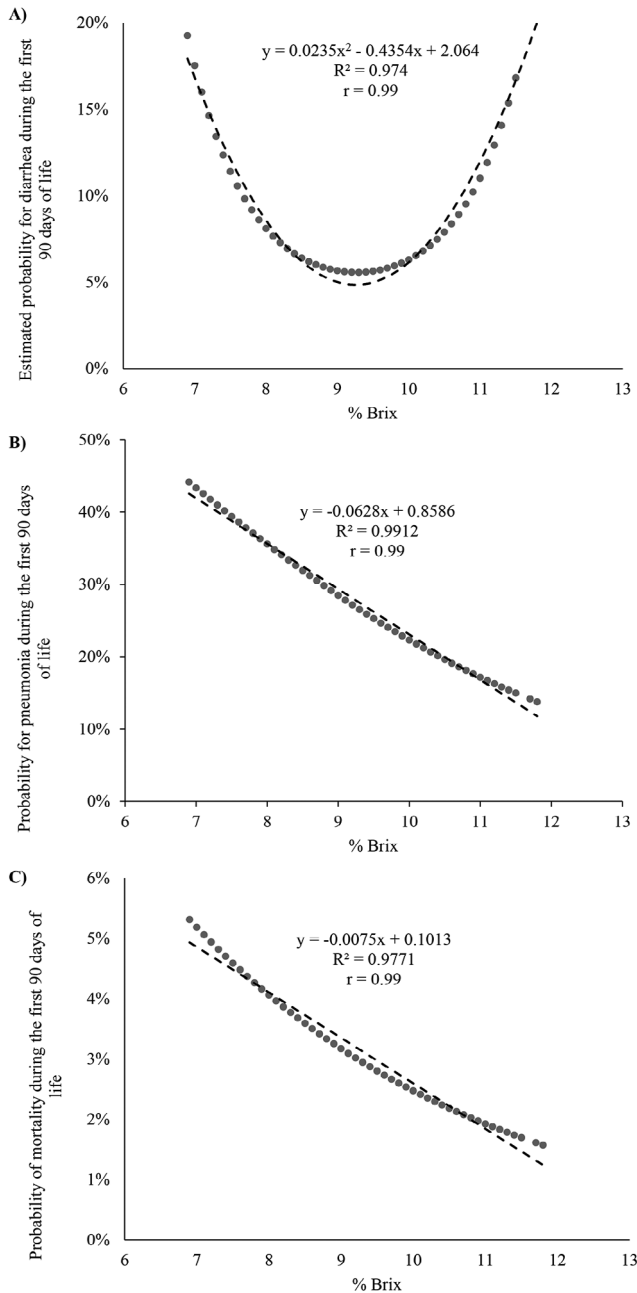 A)
Estimated probability for diarrhea during the first
90 days of life
20%
15%
10%
5%
0%
y = 0.0235x² - 0.4354x + 2.064
R² = 0.974
r = 0.99
6 7 8 9 10 11 12 13
% Brix
B)
Probability for pneumonia during the first 90 days
of life
50%
40%
30%
20%
10%
0%
y = -0.0628x + 0.8586
R² = 0.9912
r = 0.99
6 7 8 9 10 11 12 13
% Brix
C)
Probability of mortality during the first 90 days of
life
6%
5%
4%
3%
2%
1%
0%
y = -0.0075x + 0.1013
R² = 0.9771
r = 0.99
6 7 8 9 10 11 12 13
% Brix